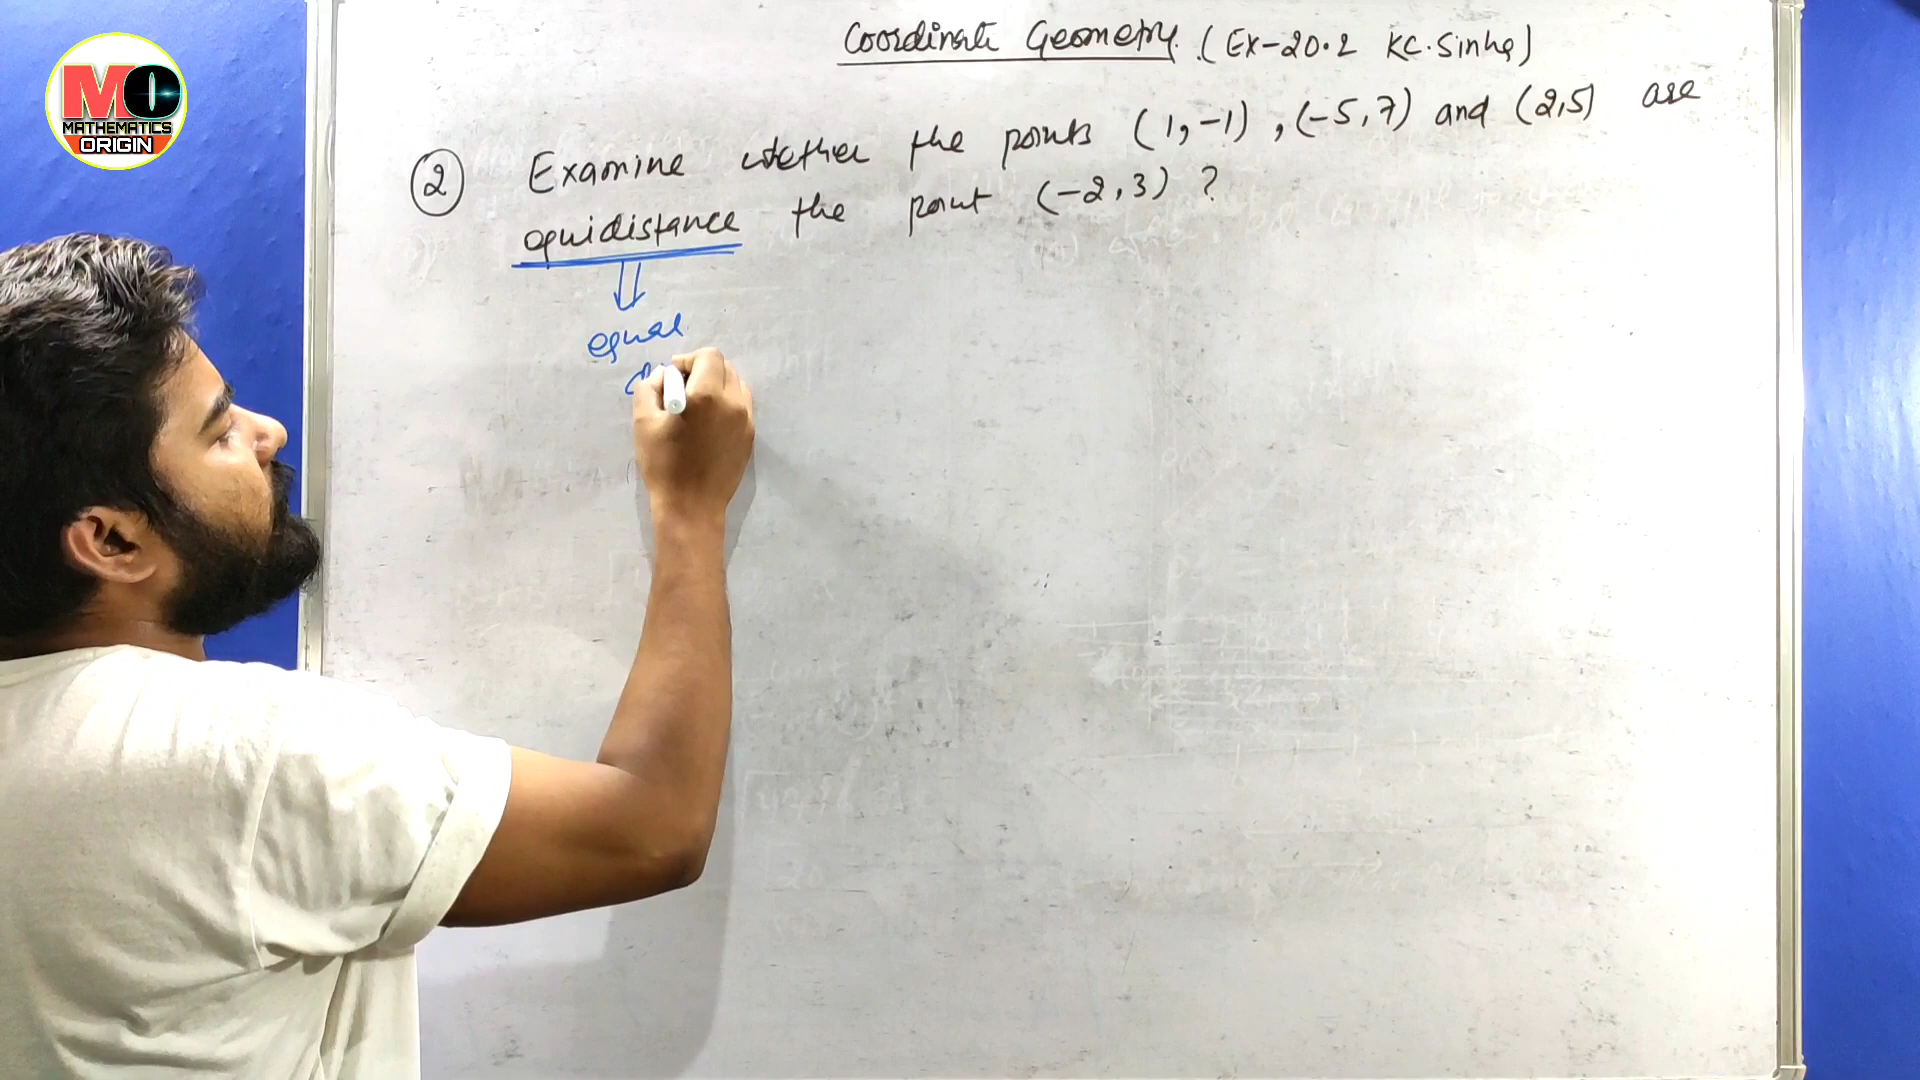 MO
MATHEMATICS
ORIGIN
Coordinate Geometry. (Ex-20.2 KC.Sinha)
② Examine whether the points (1,-1), (-5,7) and (2,5) are
equidistance the point (-2,3) ?
equal